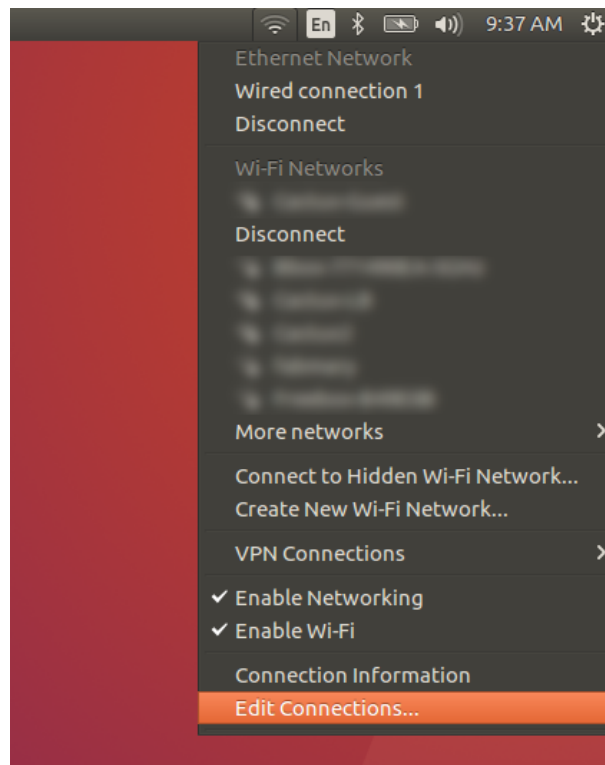 En 9:37 AM
Ethernet Network
Wired connection 1
Disconnect
Wi-Fi Networks
Disconnect
More networks
Connect to Hidden Wi-Fi Network...
Create New Wi-Fi Network...
VPN Connections
Enable Networking
Enable Wi-Fi
Connection Information
Edit Connections...